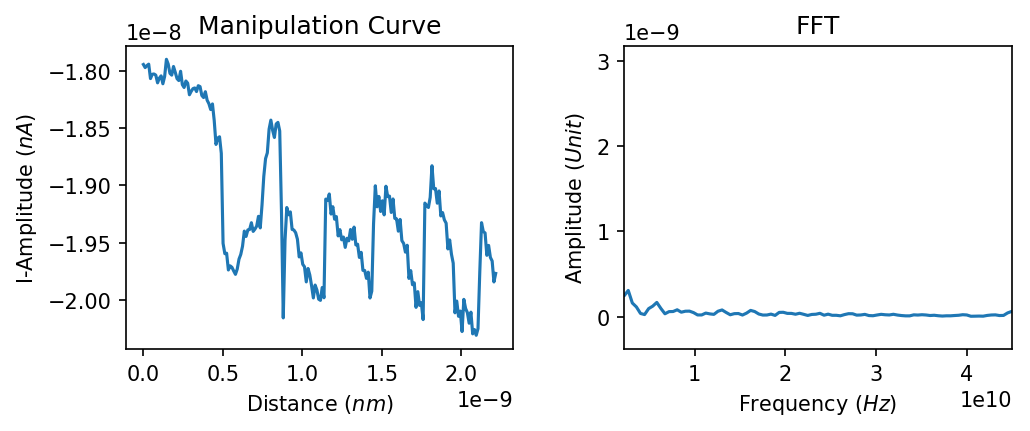 Manipulation Curve
1e−8
−1.80
−1.85
−1.90
−1.95
−2.00
I-Amplitude (nA)
0.0 0.5 1.0 1.5 2.0
1e−9
Distance (nm)
FFT
1e−9
3
2
1
0
Amplitude (Unit)
1 2 3 4
1e10
Frequency (Hz)